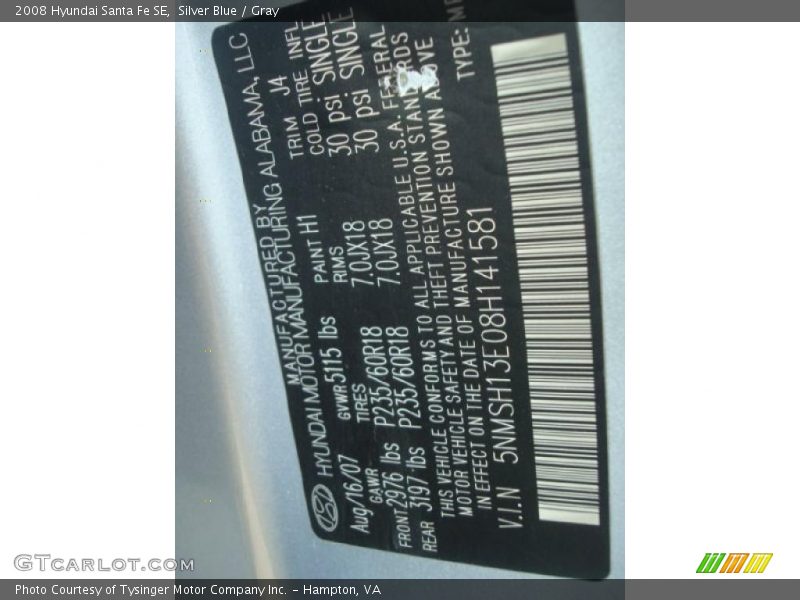 2008 Hyundai Santa Fe SE, Silver Blue / Gray
MANUFACTURED BY
HYUNDAI MOTOR MANUFACTURING ALABAMA, LLC
Aug/16/07 GVWR 5115 lbs PAINT H1 TRIM J4
GAWR TIRES RIMS COLD TIRE INFL
FRONT 2976 lbs P235/60R18 7.0JX18 30 psi SINGLE
REAR 3197 lbs P235/60R18 7.0JX18 30 psi SINGLE
THIS VEHICLE CONFORMS TO ALL APPLICABLE U.S.A. FEDERAL
MOTOR VEHICLE SAFETY AND THEFT PREVENTION STANDARDS
IN EFFECT ON THE DATE OF MANUFACTURE SHOWN ABOVE
V.I.N 5NMSH13E08H141581 TYPE:
GTCARLOT.COM
Photo Courtesy of Tysinger Motor Company Inc. - Hampton, VA